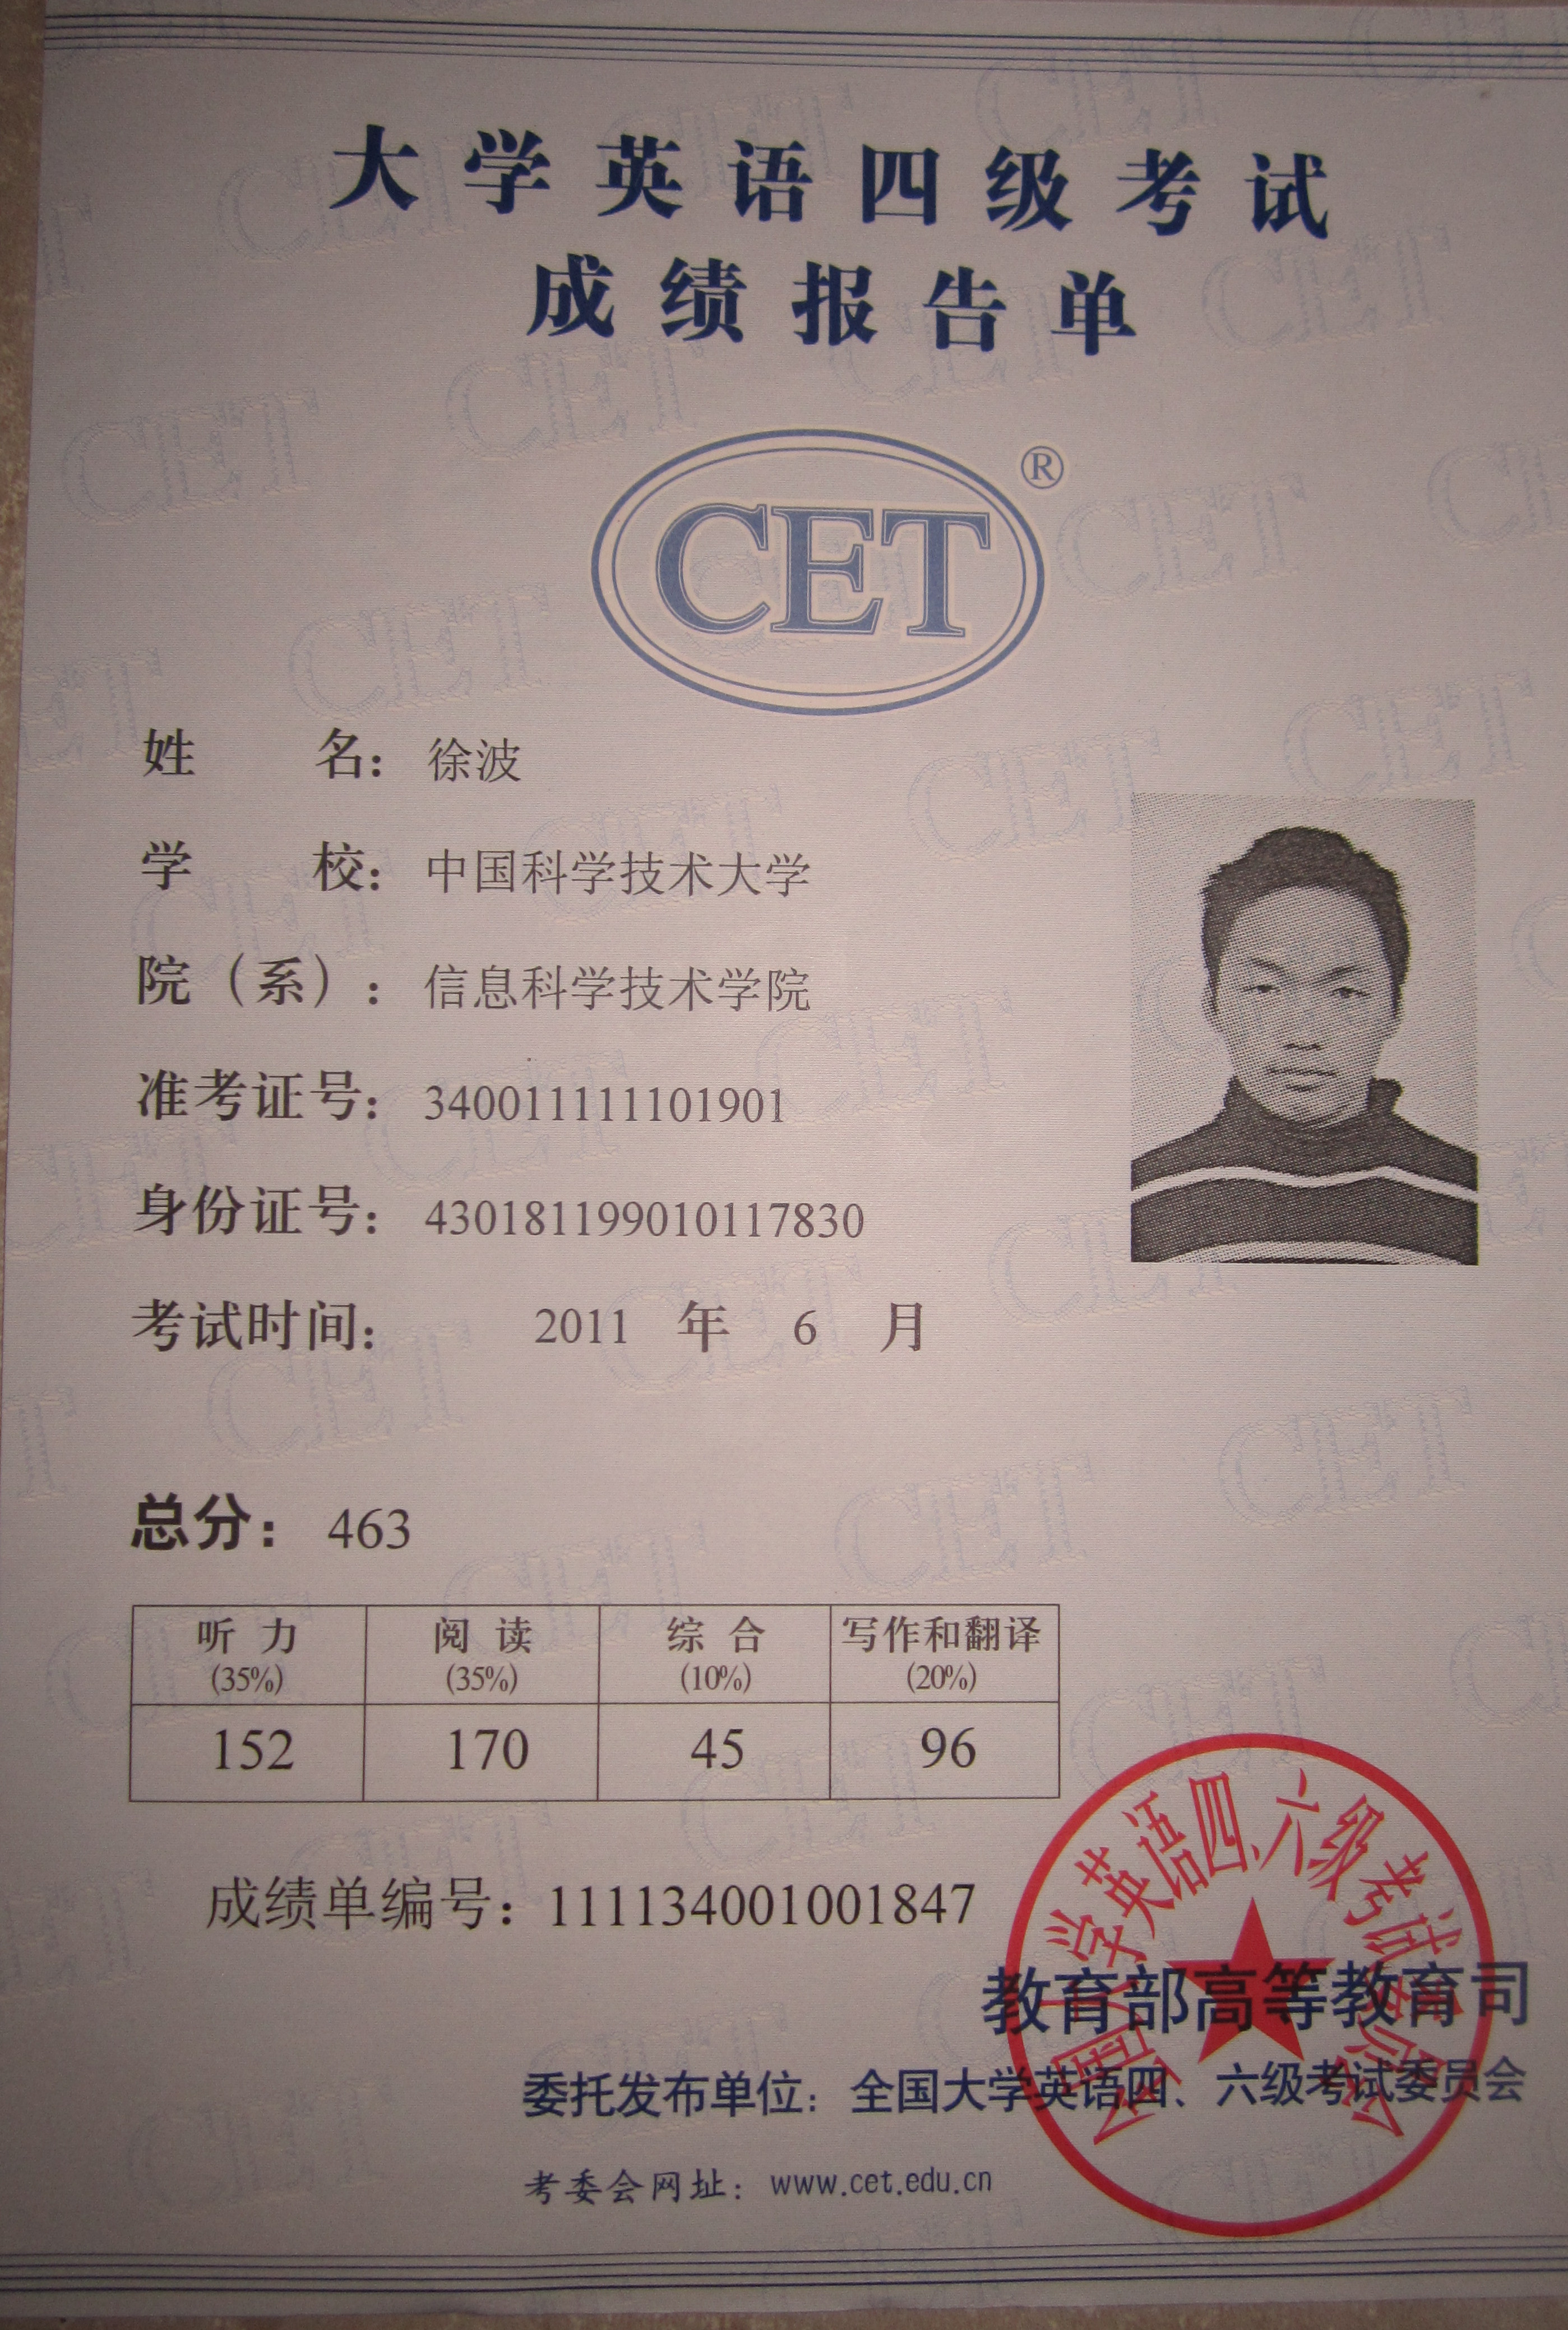 大学英语四级考试
成绩报告单
CET®
姓名：徐波
学校：中国科学技术大学
院（系）：信息科学技术学院
准考证号：340011111101901
身份证号：430181199010117830
考试时间：2011 年 6 月
总分：463
听力 阅读 综合 写作和翻译
(35%) (35%) (10%) (20%)
152 170 45 96
成绩单编号：111134001001847
全国大学英语四、六级考试委员会
教育部高等教育司
委托发布单位：全国大学英语四、六级考试委员会
考委会网址：www.cet.edu.cn